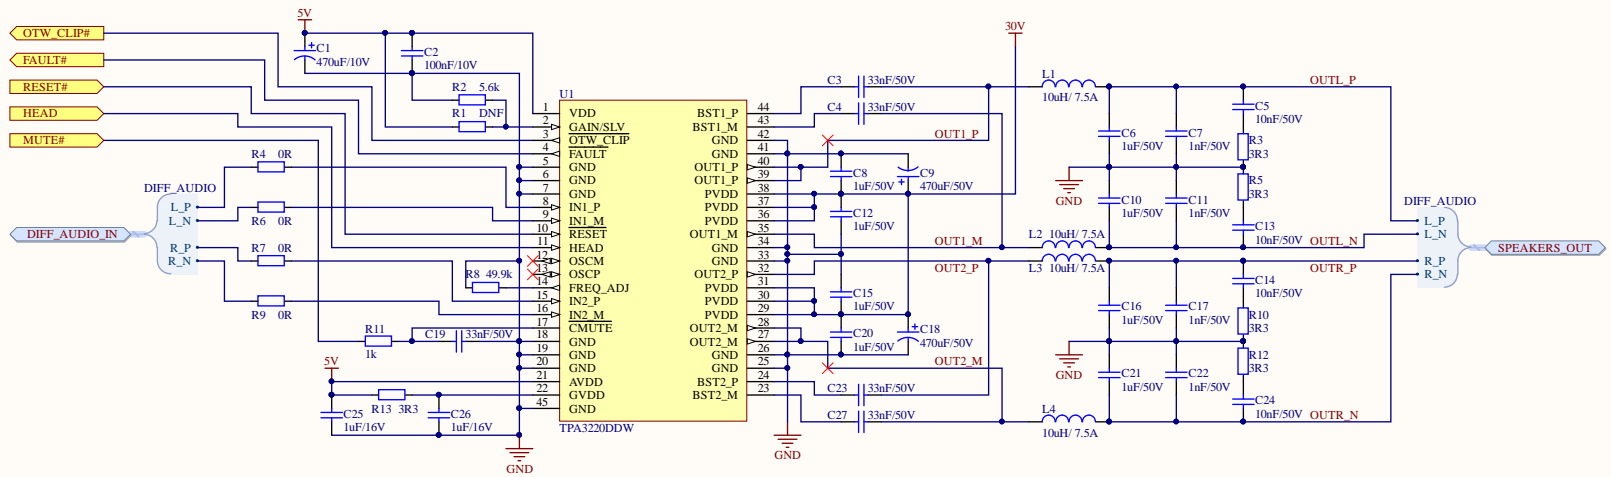 OTW_CLIP#
FAULT#
RESET#
HEAD
MUTE#
5V
C1
470uF/10V
C2
100nF/10V
R2 5.6k
R1 DNF
R4 0R
DIFF_AUDIO
L_P
L_N
R6 0R
DIFF_AUDIO_IN
R_P
R_N
R7 0R
R8 49.9k
R9 0R
R11
1k
C19 33nF/50V
5V
R13 3R3
C25
1uF/16V
C26
1uF/16V
GND
U1
1 VDD
2 GAIN/SLV
3 OTW_CLIP
4 FAULT
5 GND
6 GND
7 GND
8 IN1_P
9 IN1_M
10 RESET
11 HEAD
12 OSCM
13 OSCP
14 FREQ_ADJ
15 IN2_P
16 IN2_M
17 CMUTE
18 GND
19 GND
20 GND
21 AVDD
22 GVDD
45 GND
BST1_P 44
BST1_M 43
GND 42
GND 41
OUT1_P 40
OUT1_P 39
PVDD 38
PVDD 37
PVDD 36
OUT1_M 35
GND 34
GND 33
OUT2_P 32
PVDD 31
PVDD 30
PVDD 29
OUT2_M 28
OUT2_M 27
GND 26
GND 25
BST2_P 24
BST2_M 23
TPA3220DDW
30V
C3 33nF/50V
C4 33nF/50V
OUT1_P
C8
1uF/50V
C9
470uF/50V
C12
1uF/50V
OUT1_M
OUT2_P
C15
1uF/50V
C20
1uF/50V
C18
470uF/50V
OUT2_M
C23 33nF/50V
C27 33nF/50V
GND
L1
10uH/ 7.5A
OUTL_P
C5
10nF/50V
C6
1uF/50V
C7
1nF/50V
R3
3R3
GND
R5
3R3
C10
1uF/50V
C11
1nF/50V
C13
10nF/50V
L2 10uH/ 7.5A
OUTL_N
L3 10uH/ 7.5A
OUTR_P
C14
10nF/50V
C16
1uF/50V
C17
1nF/50V
R10
3R3
GND
R12
3R3
C21
1uF/50V
C22
1nF/50V
C24
10nF/50V
L4
10uH/ 7.5A
OUTR_N
DIFF_AUDIO
L_P
L_N
R_P
R_N
SPEAKERS_OUT